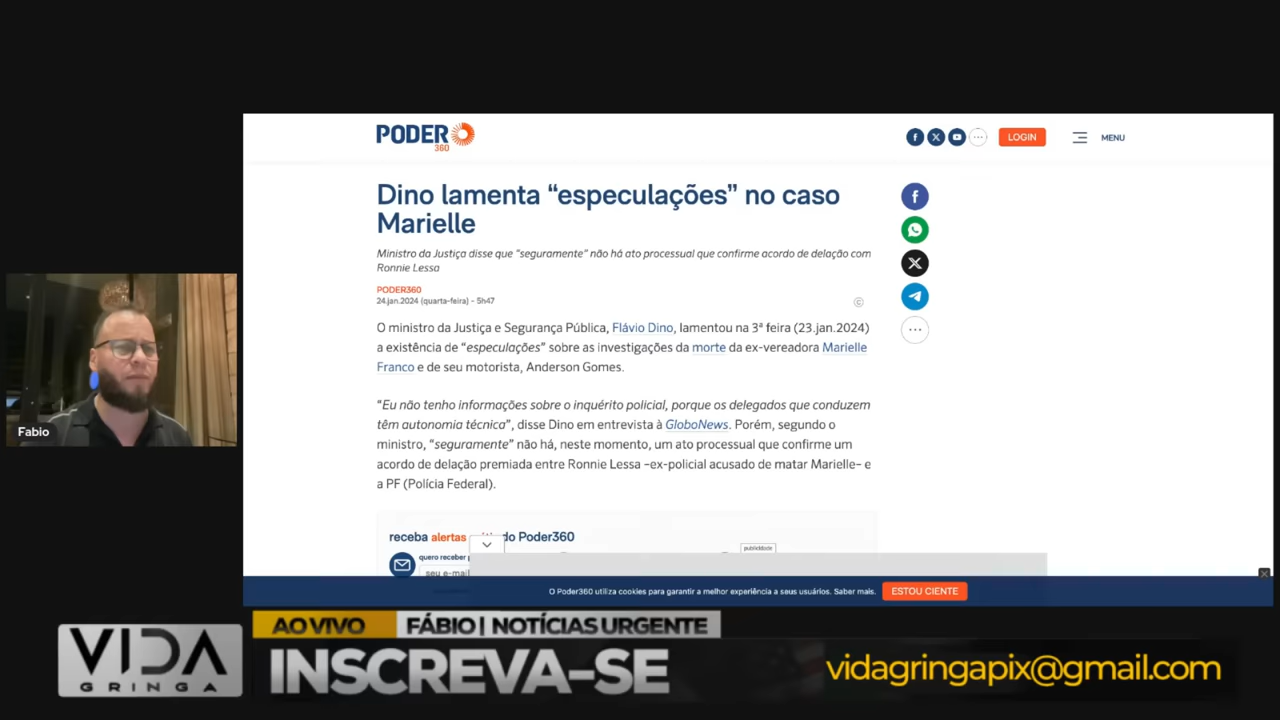 PODER
360
LOGIN
MENU
Dino lamenta “especulações” no caso
Marielle
Ministro da Justiça disse que “seguramente” não há ato processual que confirme acordo de delação com
Ronnie Lessa
PODER360
24.jan.2024 (quarta-feira) - 5h47
O ministro da Justiça e Segurança Pública, Flávio Dino, lamentou na 3ª feira (23.jan.2024)
a existência de “especulações” sobre as investigações da morte da ex-vereadora Marielle
Franco e de seu motorista, Anderson Gomes.
“Eu não tenho informações sobre o inquérito policial, porque os delegados que conduzem
têm autonomia técnica”, disse Dino em entrevista à GloboNews. Porém, segundo o
ministro, “seguramente” não há, neste momento, um ato processual que confirme um
acordo de delação premiada entre Ronnie Lessa –ex-policial acusado de matar Marielle– e
a PF (Polícia Federal).
Fabio
receba alertas do Poder360
quero receber
seu e-mail
publicidade
O Poder360 utiliza cookies para garantir a melhor experiência a seus usuários. Saber mais.
ESTOU CIENTE
AO VIVO
FÁBIO | NOTÍCIAS URGENTE
VIDA
GRINGA
INSCREVA-SE
vidagringapix@gmail.com